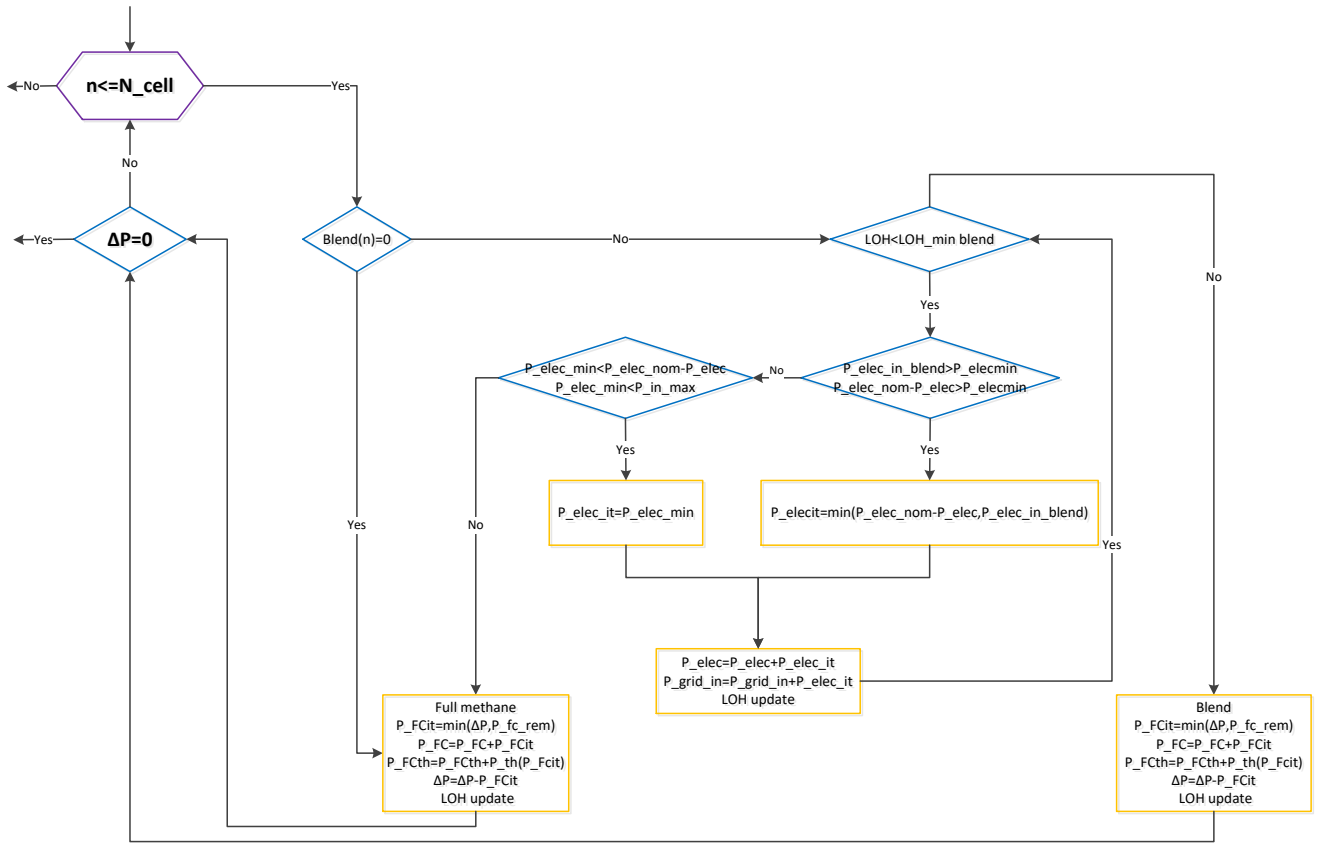 n<=N_cell
No
Yes
No
ΔP=0
Yes
Blend(n)=0
No
LOH<LOH_min blend
No
Yes
P_elec_min<P_elec_nom-P_elec
P_elec_min<P_in_max
No
P_elec_in_blend>P_elecmin
P_elec_nom-P_elec>P_elecmin
Yes
Yes
P_elec_it=P_elec_min
P_elecit=min(P_elec_nom-P_elec,P_elec_in_blend)
Yes
No
Yes
P_elec=P_elec+P_elec_it
P_grid_in=P_grid_in+P_elec_it
LOH update
Full methane
P_FCit=min(ΔP,P_fc_rem)
P_FC=P_FC+P_FCit
P_FCth=P_FCth+P_th(P_Fcit)
ΔP=ΔP-P_FCit
LOH update
Blend
P_FCit=min(ΔP,P_fc_rem)
P_FC=P_FC+P_FCit
P_FCth=P_FCth+P_th(P_Fcit)
ΔP=ΔP-P_FCit
LOH update